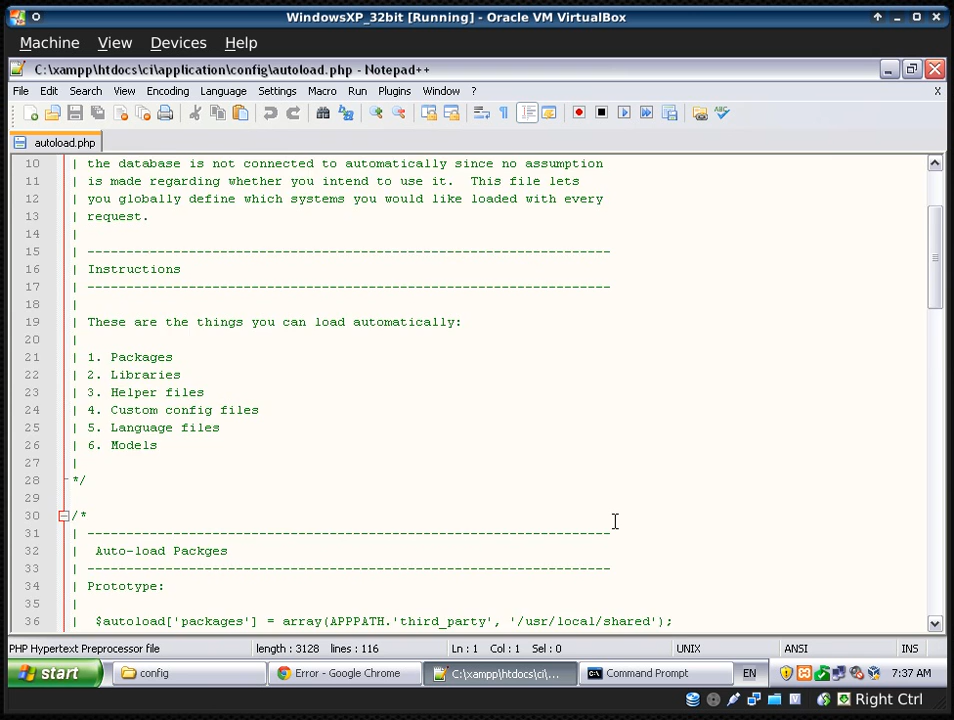 WindowsXP_32bit [Running] - Oracle VM VirtualBox
Machine View Devices Help
C:\xampp\htdocs\ci\application\config\autoload.php - Notepad++
File Edit Search View Encoding Language Settings Macro Run Plugins Window ? X
autoload.php
10 | the database is not connected to automatically since no assumption
11 | is made regarding whether you intend to use it.  This file lets
12 | you globally define which systems you would like loaded with every
13 | request.
14 |
15 | -------------------------------------------------------------------
16 | Instructions
17 | -------------------------------------------------------------------
18 |
19 | These are the things you can load automatically:
20 |
21 | 1. Packages
22 | 2. Libraries
23 | 3. Helper files
24 | 4. Custom config files
25 | 5. Language files
26 | 6. Models
27 |
28 */
29
30 /*
31 | -------------------------------------------------------------------
32 |  Auto-load Packges
33 | -------------------------------------------------------------------
34 | Prototype:
35 |
36 |  $autoload['packages'] = array(APPPATH.'third_party', '/usr/local/shared');
PHP Hypertext Preprocessor file length : 3128 lines : 116 Ln : 1 Col : 1 Sel : 0 UNIX ANSI INS
start config Error - Google Chrome C:\xampp\htdocs\ci\... Command Prompt EN 7:37 AM
Right Ctrl